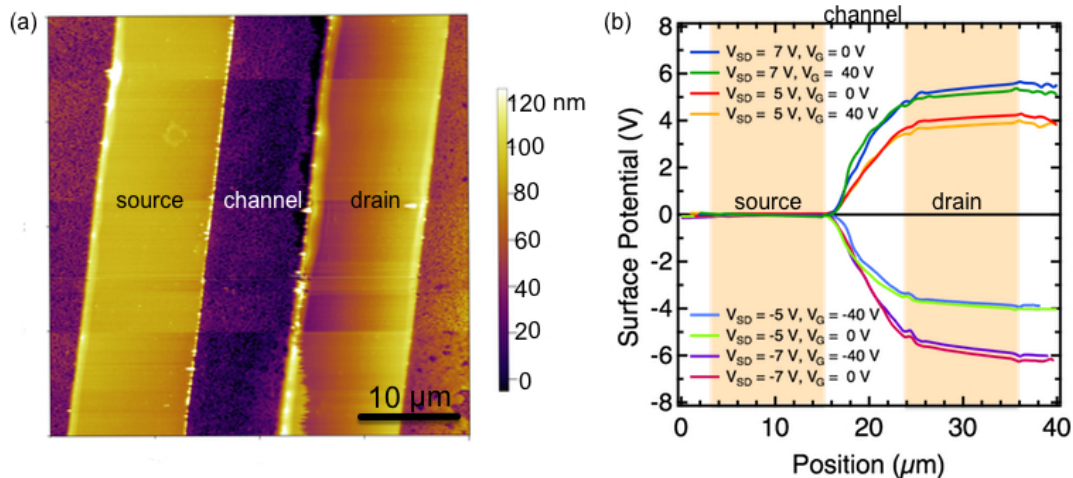 (a)
source
channel
drain
10 μm
120 nm
100
80
60
40
20
0
(b)
channel
V_SD = 7 V, V_G = 0 V
V_SD = 7 V, V_G = 40 V
V_SD = 5 V, V_G = 0 V
V_SD = 5 V, V_G = 40 V
source
drain
V_SD = -5 V, V_G = -40 V
V_SD = -5 V, V_G = 0 V
V_SD = -7 V, V_G = -40 V
V_SD = -7 V, V_G = 0 V
8
6
4
2
0
-2
-4
-6
-8
Surface Potential (V)
0
10
20
30
40
Position (μm)